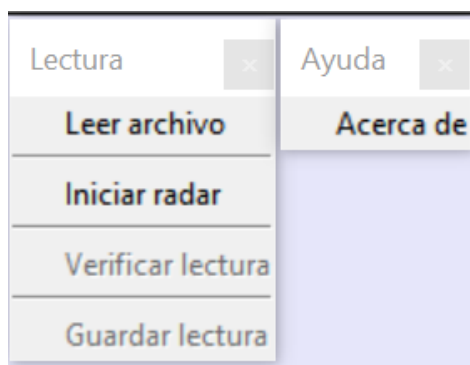 Lectura
Leer archivo
Iniciar radar
Verificar lectura
Guardar lectura
Ayuda
Acerca de